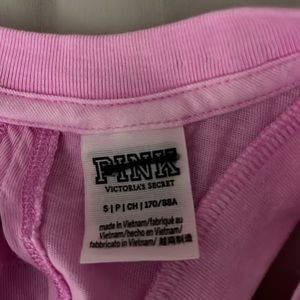 PINK
VICTORIA'S SECRET
S | P | CH | 170/88A
made in Vietnam/fabriqué au
Vietnam/hecho en Vietnam/
fabbricato in Vietnam/ 越南制造